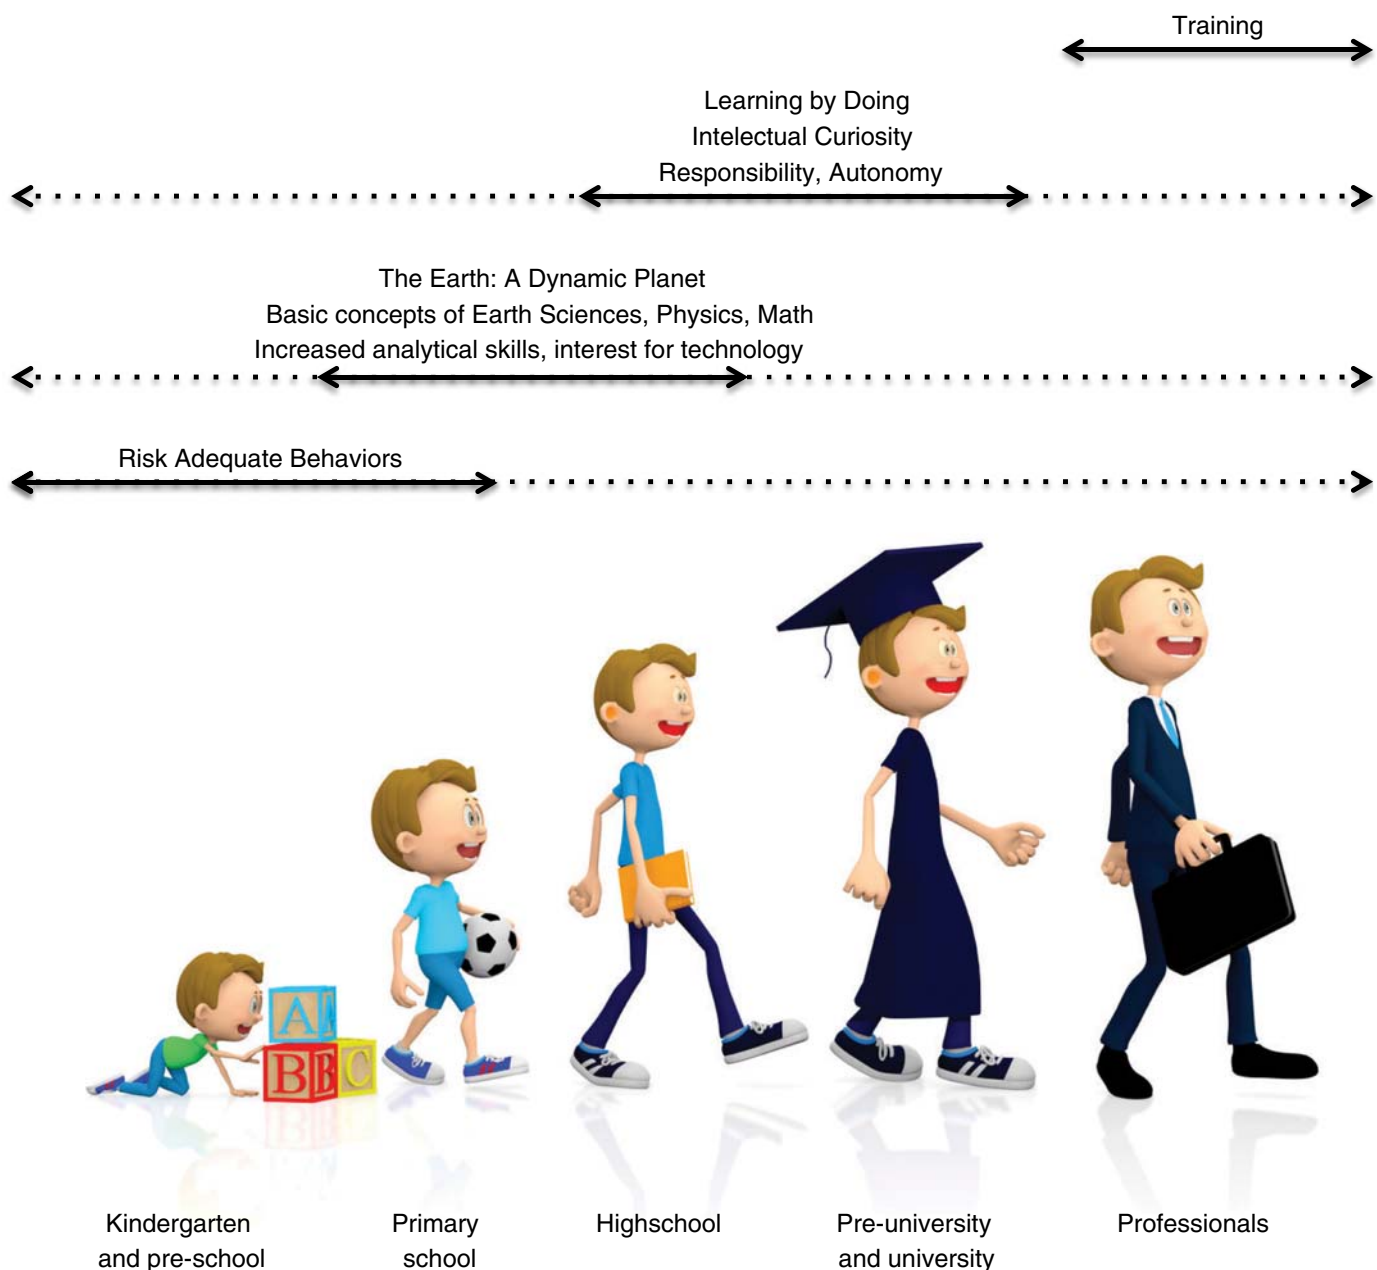 Training
Learning by Doing
Intelectual Curiosity
Responsibility, Autonomy
The Earth: A Dynamic Planet
Basic concepts of Earth Sciences, Physics, Math
Increased analytical skills, interest for technology
Risk Adequate Behaviors
A A
B B C
Kindergarten
and pre-school
Primary
school
Highschool
Pre-university
and university
Professionals